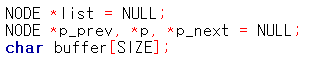 NODE *list = NULL;
NODE *p_prev, *p, *p_next = NULL;
char buffer[SIZE];